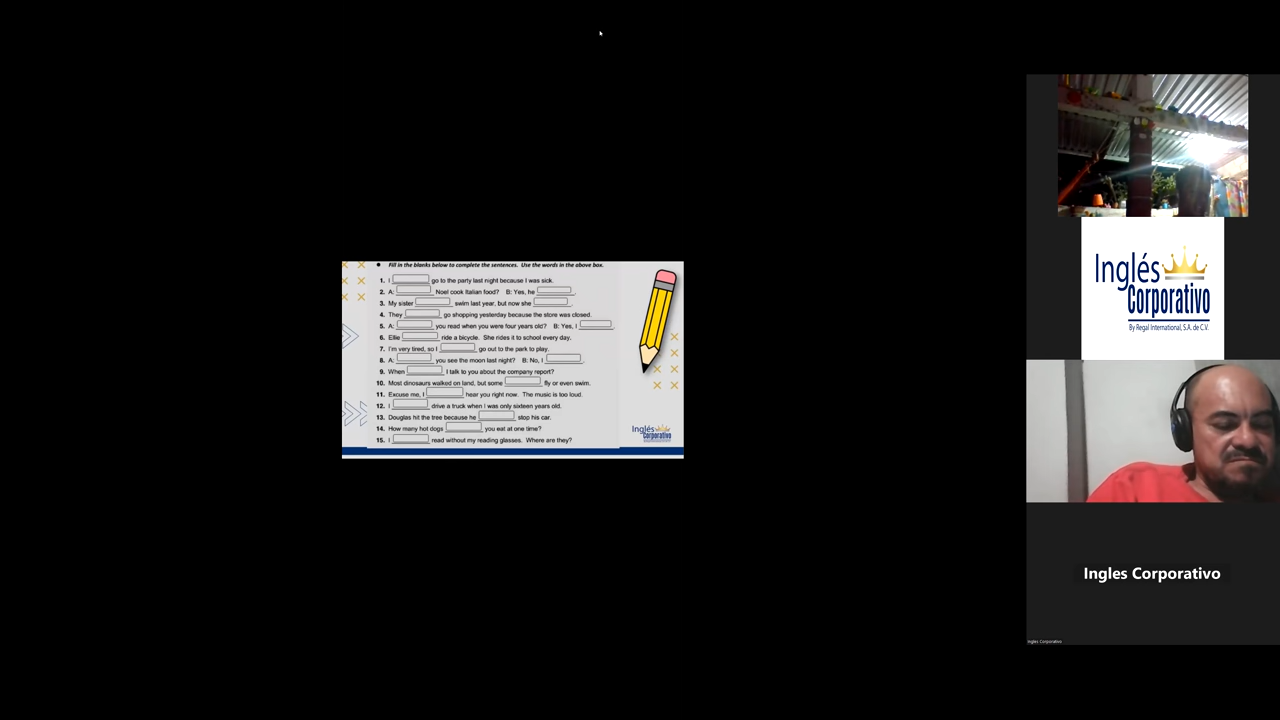 Fill in the blanks below to complete the sentences. Use the words in the above box.
1. I go to the party last night because I was sick.
2. A: Noel cook Italian food? B: Yes, he .
3. My sister swim last year, but now she .
4. They go shopping yesterday because the store was closed.
5. A: you read when you were four years old? B: Yes, I
6. Ellie ride a bicycle. She rides it to school every day.
7. I'm very tired, so I go out to the park to play.
8. A: you see the moon last night? B: No, I .
9. When I talk to you about the company report?
10. Most dinosaurs walked on land, but some fly or even swim.
11. Excuse me, I hear you right now. The music is too loud.
12. I drive a truck when I was only sixteen years old.
13. Douglas hit the tree because he stop his car.
14. How many hot dogs you eat at one time?
15. I read without my reading glasses. Where are they?
Inglés
Corporativo
Inglés
Corporativo
By Regal International, S.A. de C.V.
Ingles Corporativo
Ingles Corporativo